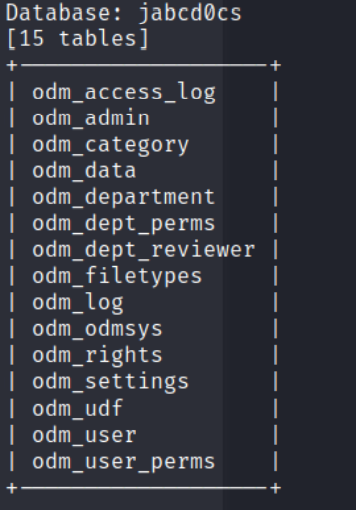 Database: jabcd0cs
[15 tables]
+--------------------+
| odm_access_log     |
| odm_admin          |
| odm_category       |
| odm_data           |
| odm_department     |
| odm_dept_perms     |
| odm_dept_reviewer  |
| odm_filetypes      |
| odm_log            |
| odm_odmsys         |
| odm_rights         |
| odm_settings       |
| odm_udf            |
| odm_user           |
| odm_user_perms     |
+--------------------+